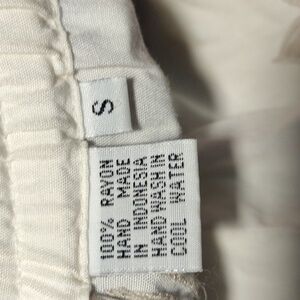 S
100% RAYON
HAND MADE
IN INDONESIA
HAND WASH IN
COOL WATER